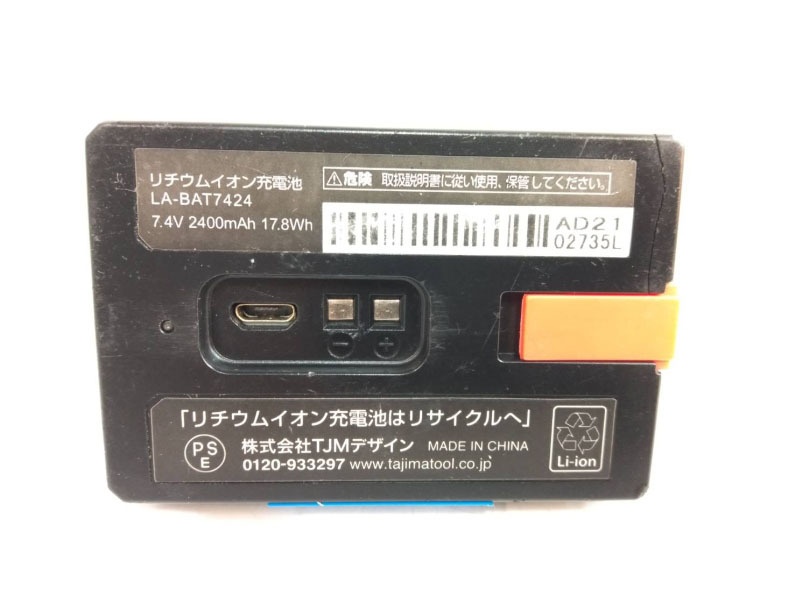 リチウムイオン充電池
LA-BAT7424
7.4V 2400mAh 17.8Wh
危険 取扱説明書に従い使用、保管してください。
AD21
02735L
− +
「リチウムイオン充電池はリサイクルへ」
PS
E
株式会社TJMデザイン MADE IN CHINA
0120-933297 www.tajimatool.co.jp
Li-ion